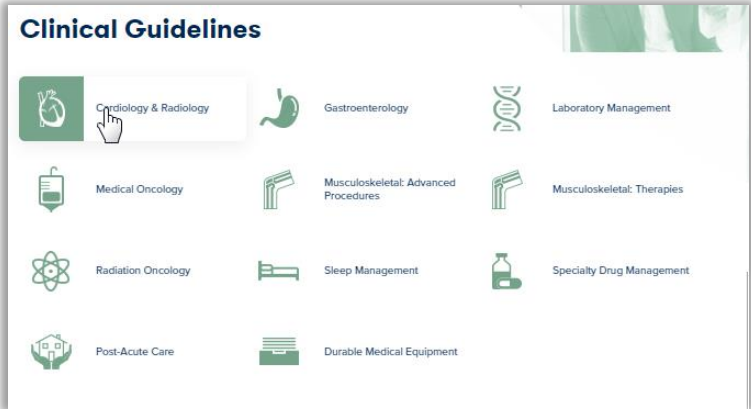 Clinical Guidelines
Cardiology & Radiology
Gastroenterology
Laboratory Management
Medical Oncology
Musculoskeletal: Advanced
Procedures
Musculoskeletal: Therapies
Radiation Oncology
Sleep Management
Specialty Drug Management
Post-Acute Care
Durable Medical Equipment